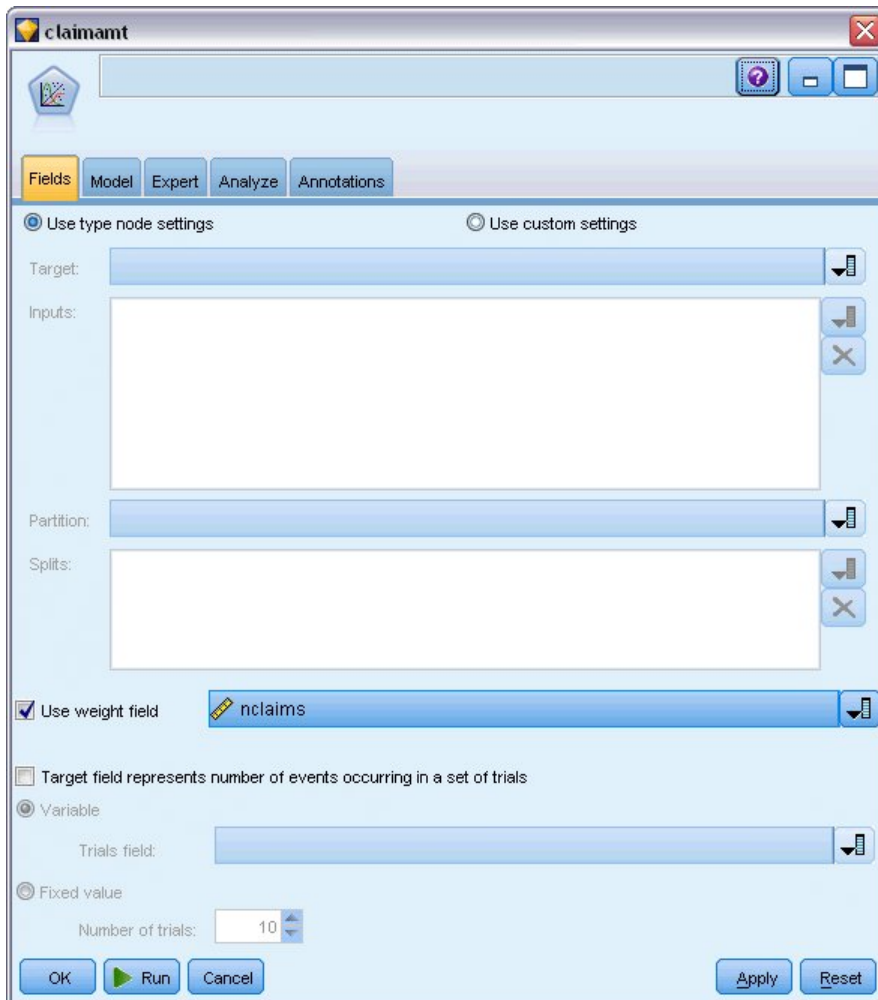 claimamt
Fields Model Expert Analyze Annotations
Use type node settings Use custom settings
Target:
Inputs:
Partition:
Splits:
Use weight field nclaims
Target field represents number of events occurring in a set of trials
Variable
Trials field:
Fixed value
Number of trials: 10
OK Run Cancel Apply Reset